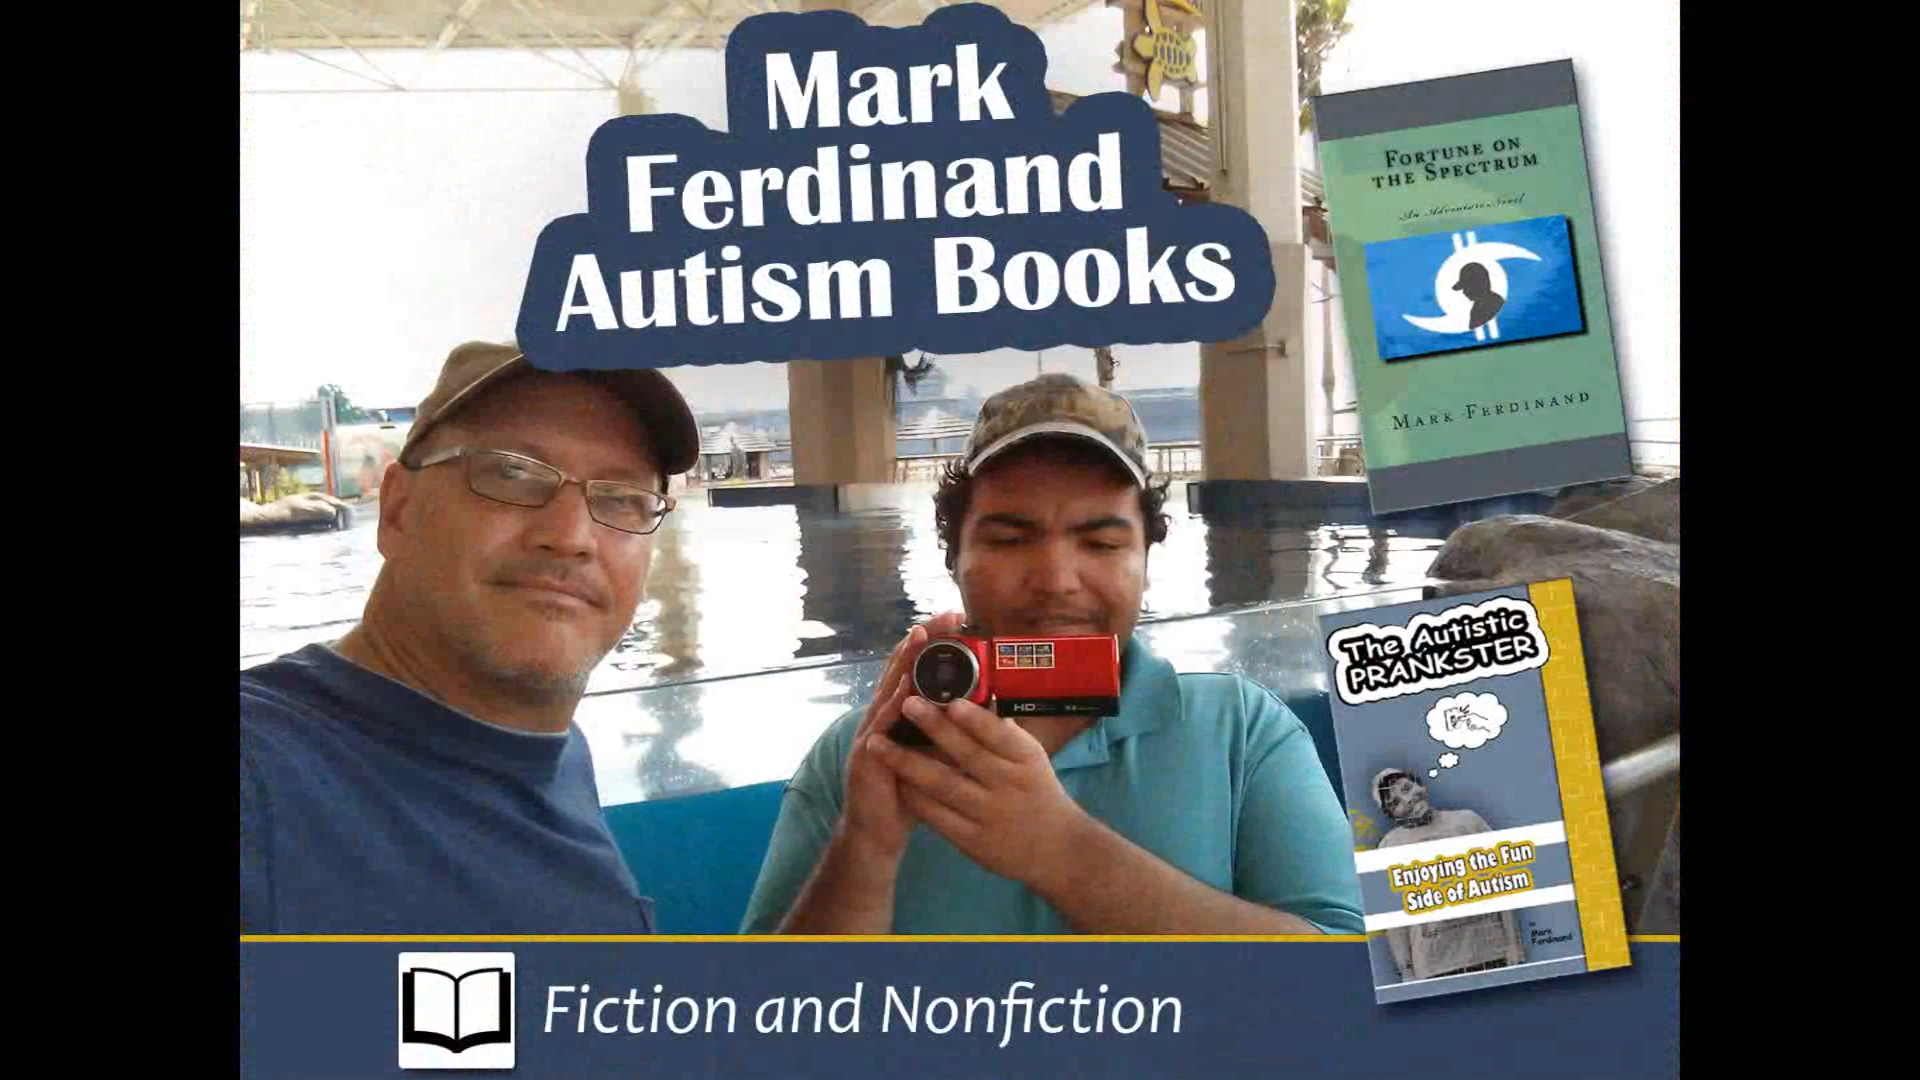 Mark
Ferdinand
Autism Books
FORTUNE ON
THE SPECTRUM
An Adventure Novel
MARK FERDINAND
HD
The Autistic
PRANKSTER
Enjoying the Fun
Side of Autism
by
Mark
Ferdinand
Fiction and Nonfiction